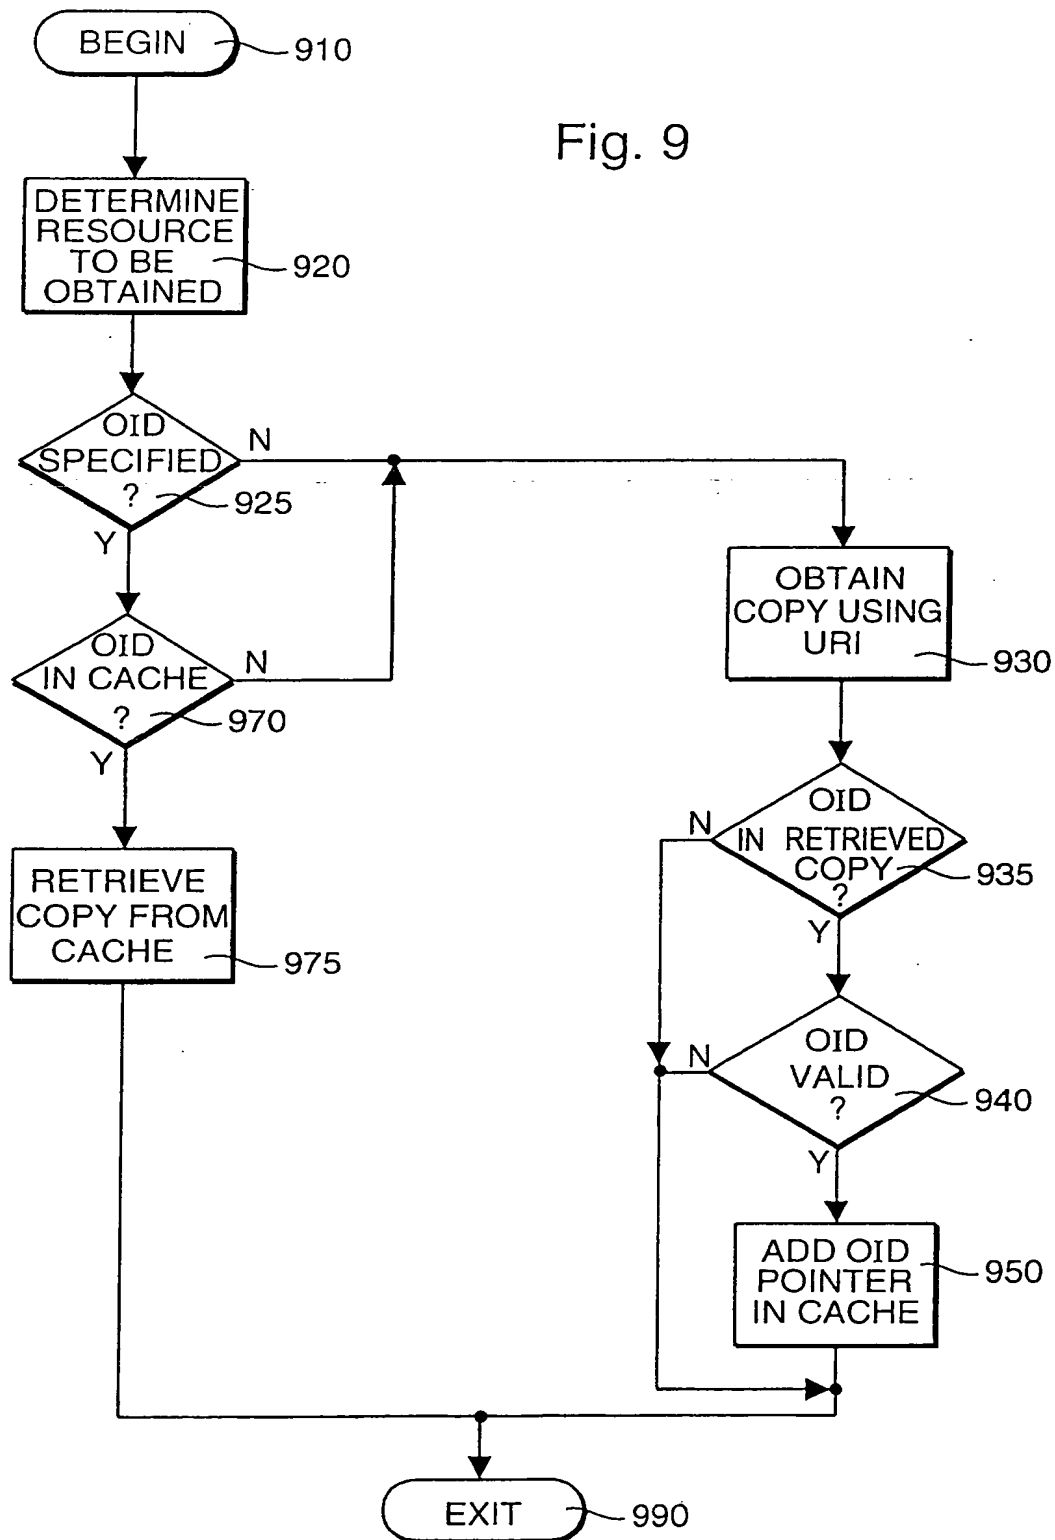 BEGIN
910
Fig. 9
DETERMINE
RESOURCE
TO BE
OBTAINED
920
OID
SPECIFIED
?
925
N
Y
OID
IN CACHE
?
970
N
Y
RETRIEVE
COPY FROM
CACHE
975
OBTAIN
COPY USING
URI
930
OID
IN RETRIEVED
COPY
?
935
N
Y
OID
VALID
?
940
N
Y
ADD OID
POINTER
IN CACHE
950
EXIT
990